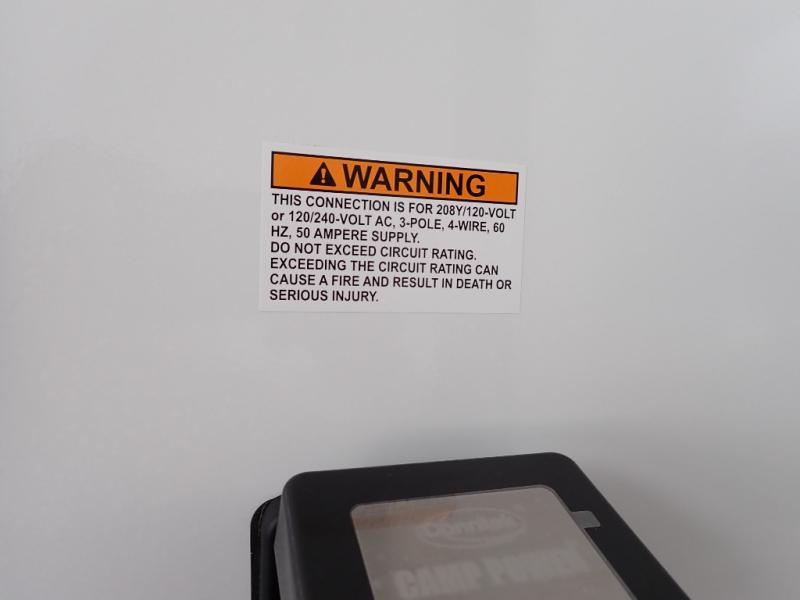 WARNING
THIS CONNECTION IS FOR 208Y/120-VOLT
or 120/240-VOLT AC, 3-POLE, 4-WIRE, 60
HZ, 50 AMPERE SUPPLY.
DO NOT EXCEED CIRCUIT RATING.
EXCEEDING THE CIRCUIT RATING CAN
CAUSE A FIRE AND RESULT IN DEATH OR
SERIOUS INJURY.
Conntek
CAMP POWER